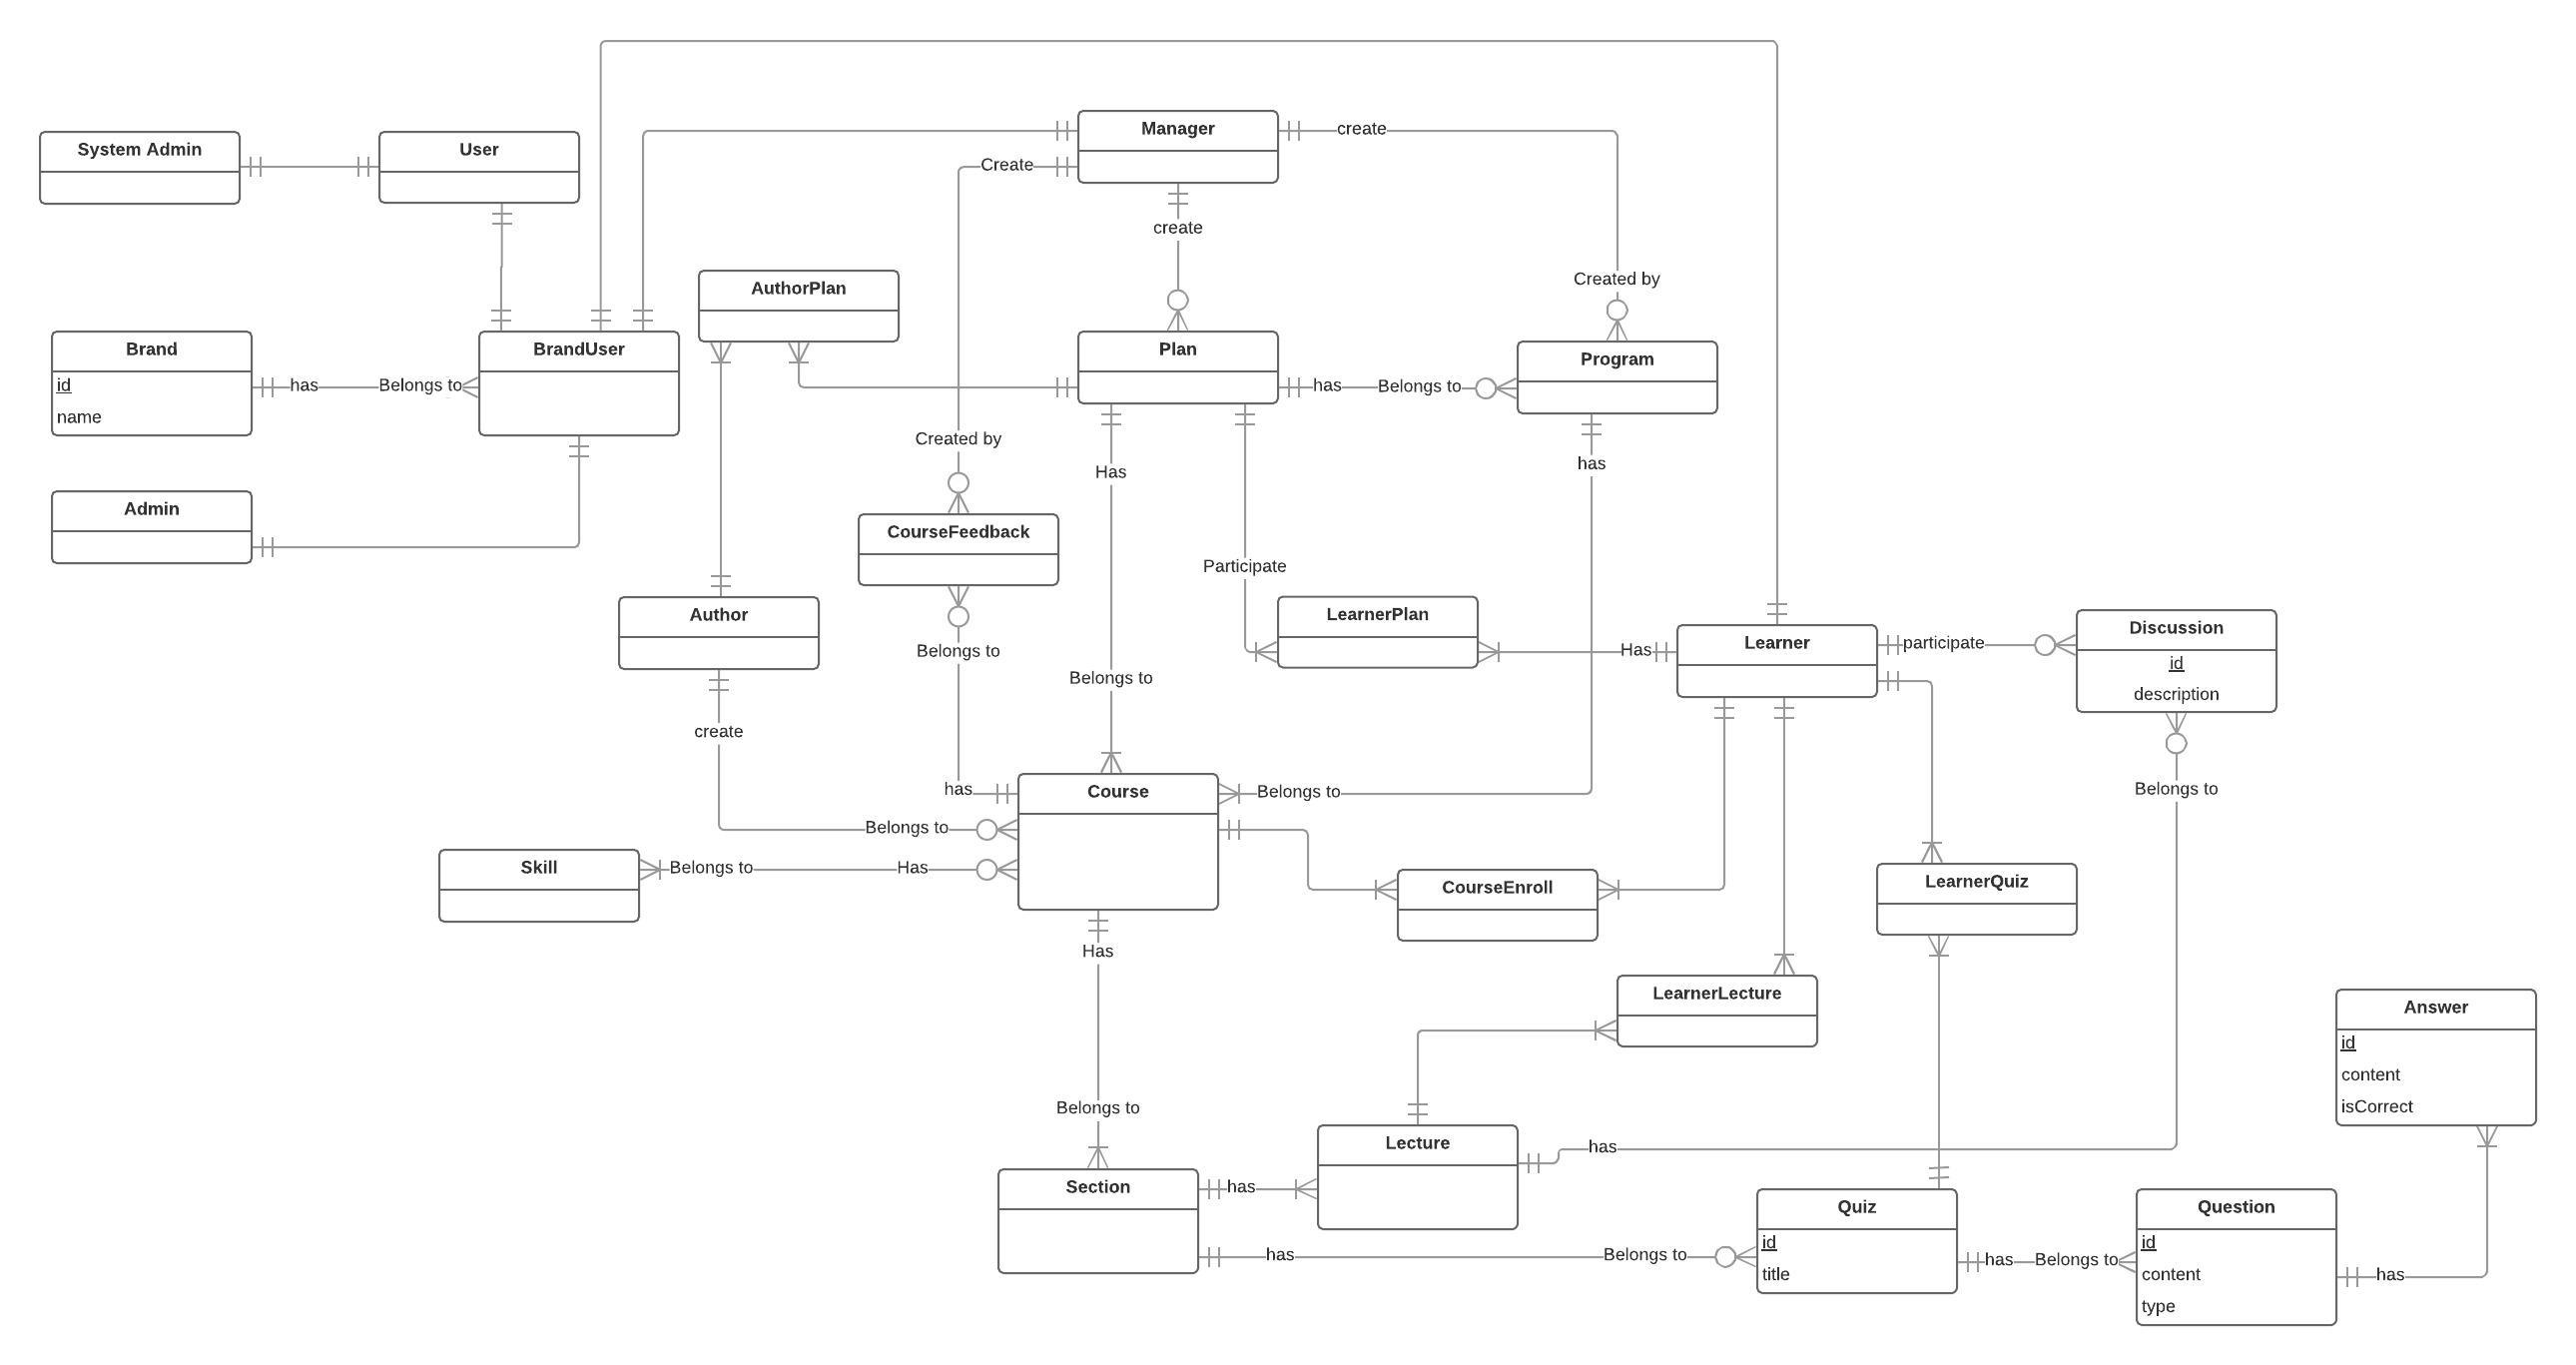 Manager
create
System Admin
User
Create
create
Created by
AuthorPlan
Brand
id
name
has
Belongs to
BrandUser
Plan
has
Belongs to
Program
Created by
Has
has
Admin
CourseFeedback
Participate
Author
LearnerPlan
Has
Learner
participate
Discussion
id
description
Belongs to
Belongs to
create
has
Course
Belongs to
Belongs to
Belongs to
Skill
Belongs to
Has
CourseEnroll
LearnerQuiz
Has
LearnerLecture
Answer
id
content
isCorrect
Belongs to
Lecture
has
Section
has
has
Belongs to
Quiz
id
title
has
Belongs to
Question
id
content
type
has